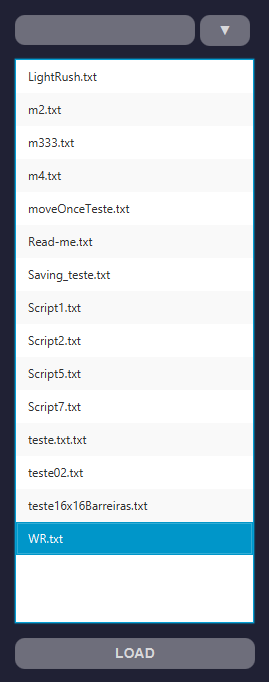 ▼
LightRush.txt
m2.txt
m333.txt
m4.txt
moveOnceTeste.txt
Read-me.txt
Saving_teste.txt
Script1.txt
Script2.txt
Script5.txt
Script7.txt
teste.txt.txt
teste02.txt
teste16x16Barreiras.txt
WR.txt
LOAD